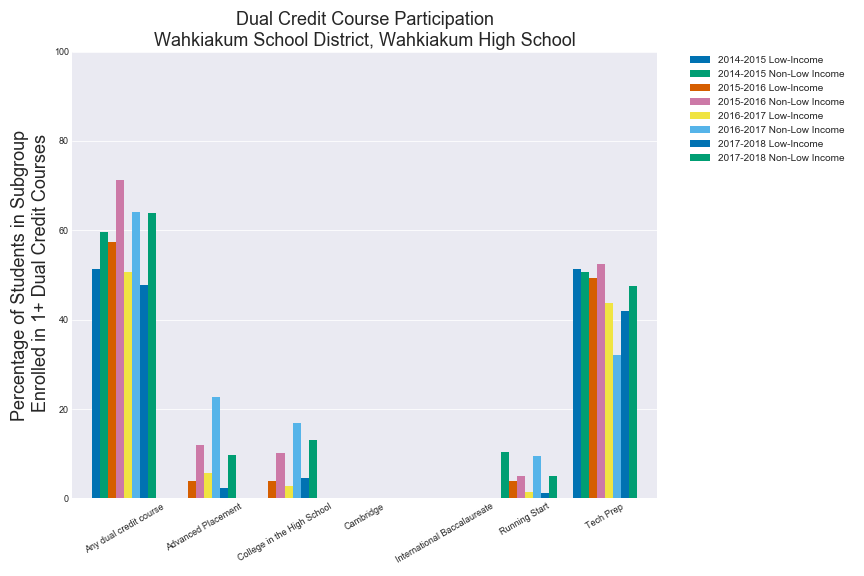 Dual Credit Course Participation
Wahkiakum School District, Wahkiakum High School
Percentage of Students in Subgroup
Enrolled in 1+ Dual Credit Courses
100
80
60
40
20
0
Any dual credit course
Advanced Placement
College in the High School
Cambridge
International Baccalaureate
Running Start
Tech Prep
2014-2015 Low-Income
2014-2015 Non-Low Income
2015-2016 Low-Income
2015-2016 Non-Low Income
2016-2017 Low-Income
2016-2017 Non-Low Income
2017-2018 Low-Income
2017-2018 Non-Low Income